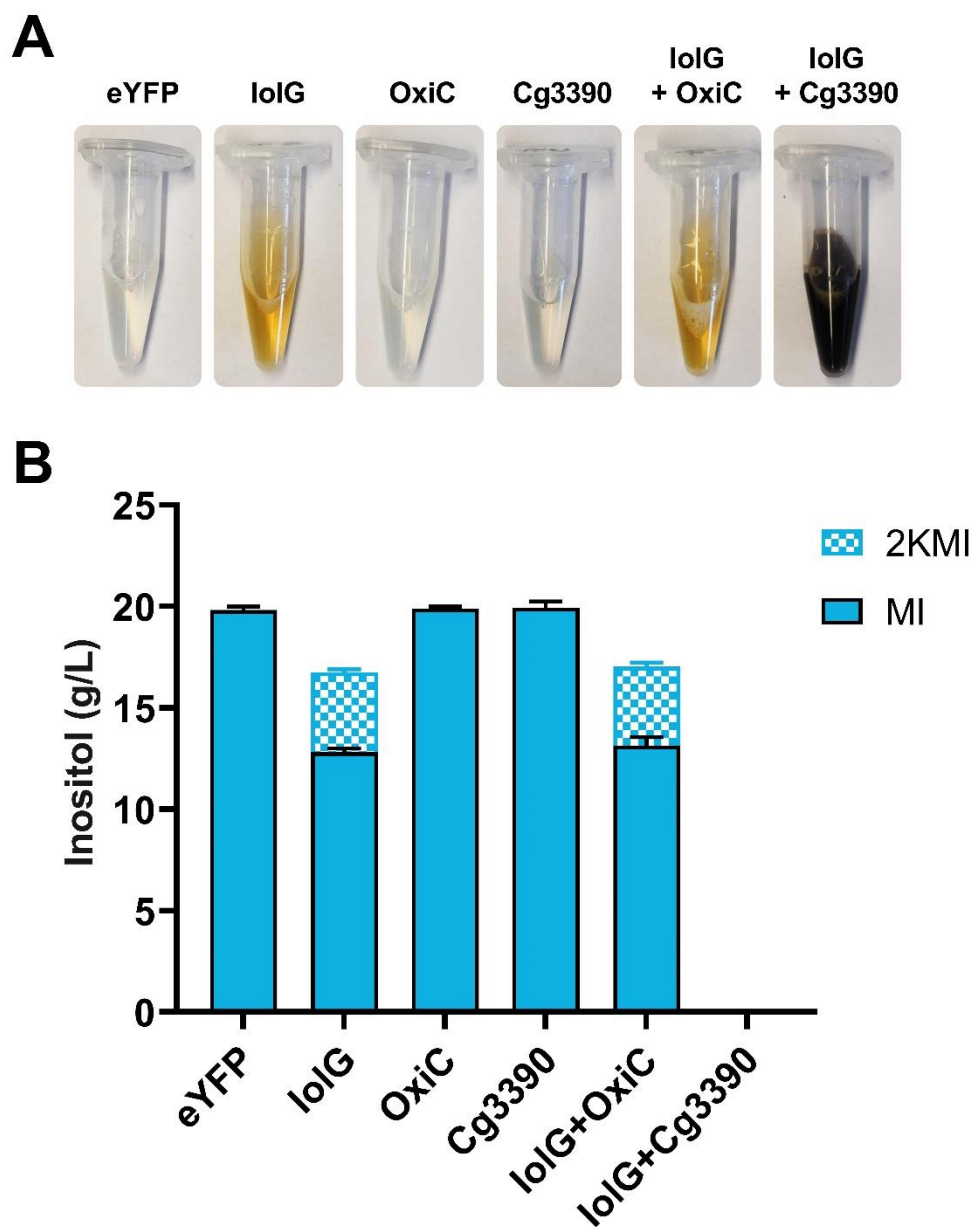 A
eYFP
IolG
OxiC
Cg3390
IolG
+ OxiC
IolG
+ Cg3390
B
25
20
15
10
5
0
Inositol (g/L)
2KMI
MI
eYFP
IolG
OxiC
Cg3390
IolG+OxiC
IolG+Cg3390